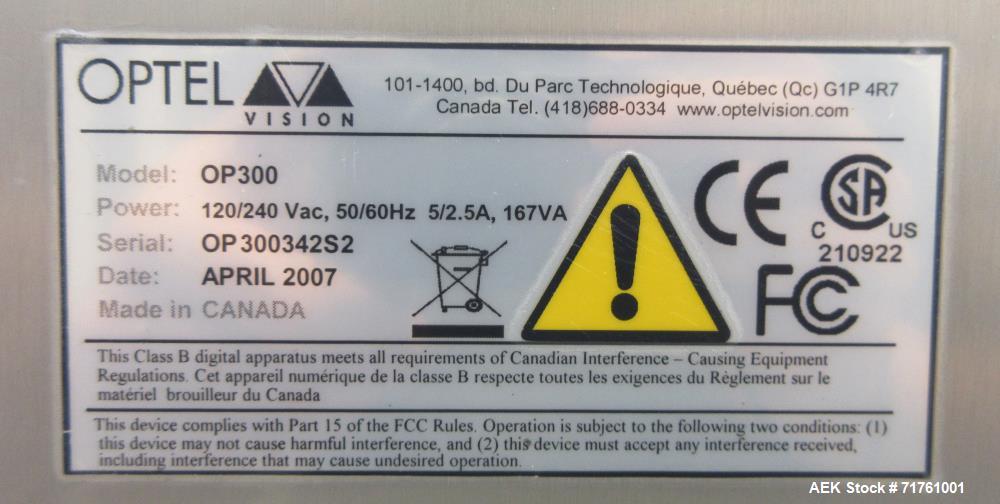 OPTEL
VISION
101-1400, bd. Du Parc Technologique, Québec (Qc) G1P 4R7
Canada Tel. (418)688-0334 www.optelvision.com
Model: OP300
Power: 120/240 Vac, 50/60Hz 5/2.5A, 167VA
Serial: OP300342S2
Date: APRIL 2007
Made in CANADA
CE
SA
C US
210922
FC
This Class B digital apparatus meets all requirements of Canadian Interference – Causing Equipment
Regulations. Cet appareil numérique de la classe B respecte toutes les exigences du Règlement sur le
matériel brouilleur du Canada
This device complies with Part 15 of the FCC Rules. Operation is subject to the following two conditions: (1)
this device may not cause harmful interference, and (2) this device must accept any interference received,
including interference that may cause undesired operation.
AEK Stock # 71761001